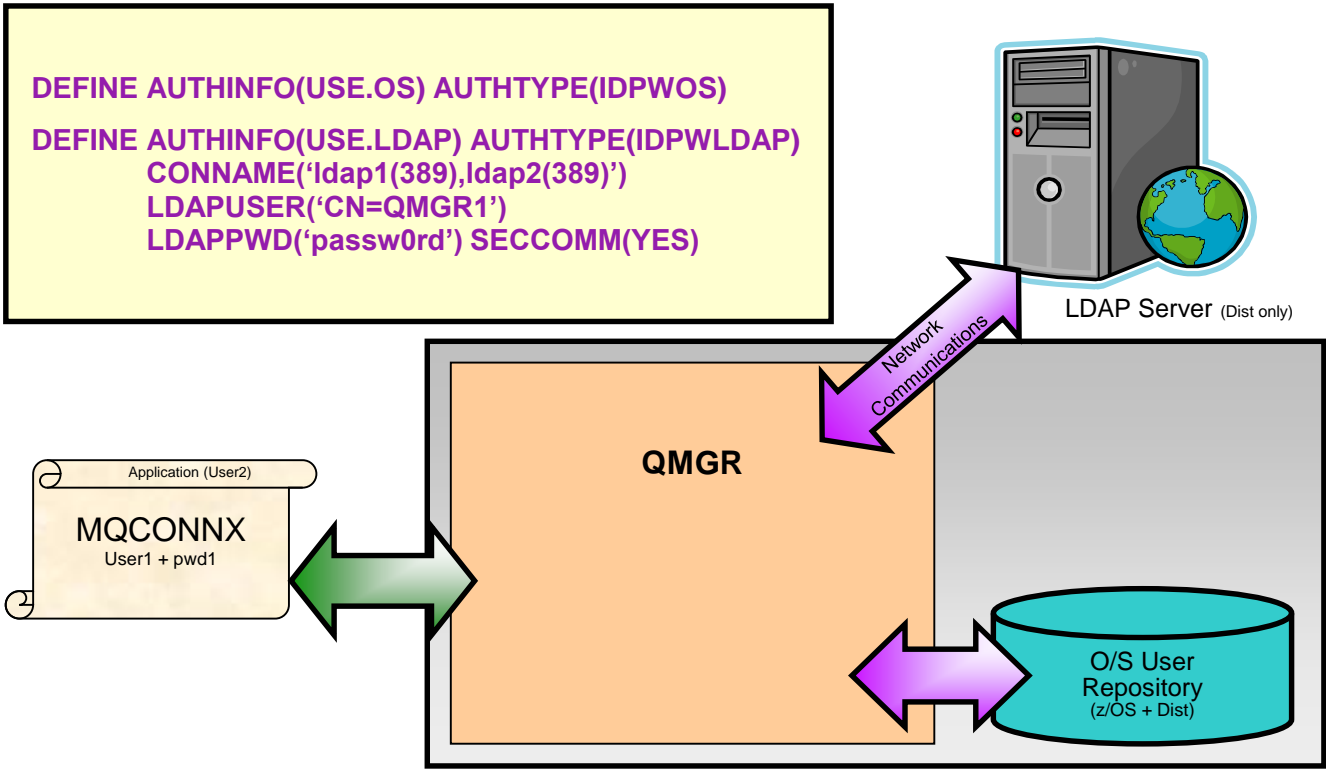 DEFINE AUTHINFO(USE.OS) AUTHTYPE(IDPWOS)
DEFINE AUTHINFO(USE.LDAP) AUTHTYPE(IDPWLDAP)
CONNAME(‘ldap1(389),ldap2(389)’)
LDAPUSER(‘CN=QMGR1’)
LDAPPWD(‘passw0rd’) SECCOMM(YES)
LDAP Server (Dist only)
Network
Communications
QMGR
Application (User2)
MQCONNX
User1 + pwd1
O/S User
Repository
(z/OS + Dist)